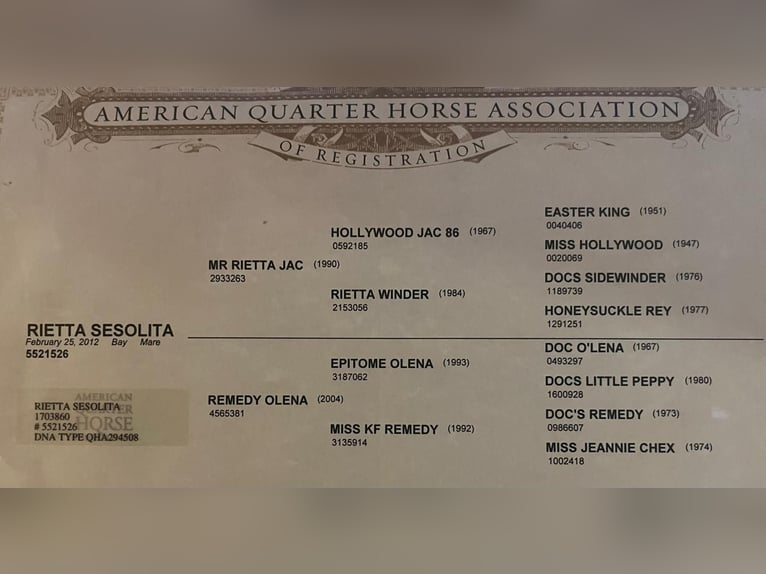 AMERICAN QUARTER HORSE ASSOCIATION
OF REGISTRATION
EASTER KING (1951)
0040406
HOLLYWOOD JAC 86 (1967)
0592185
MISS HOLLYWOOD (1947)
0020069
MR RIETTA JAC (1990)
2933263
DOCS SIDEWINDER (1976)
1189739
RIETTA WINDER (1984)
2153056
HONEYSUCKLE REY (1977)
1291251
RIETTA SESOLITA
February 25, 2012 Bay Mare
5521526
DOC O'LENA (1967)
0493297
EPITOME OLENA (1993)
3187062
DOCS LITTLE PEPPY (1980)
1600928
REMEDY OLENA (2004)
4565381
DOC'S REMEDY (1973)
0986607
MISS KF REMEDY (1992)
3135914
MISS JEANNIE CHEX (1974)
1002418
AMERICAN
QUARTER
HORSE
RIETTA SESOLITA
1703860
# 5521526
DNA TYPE QHA294508